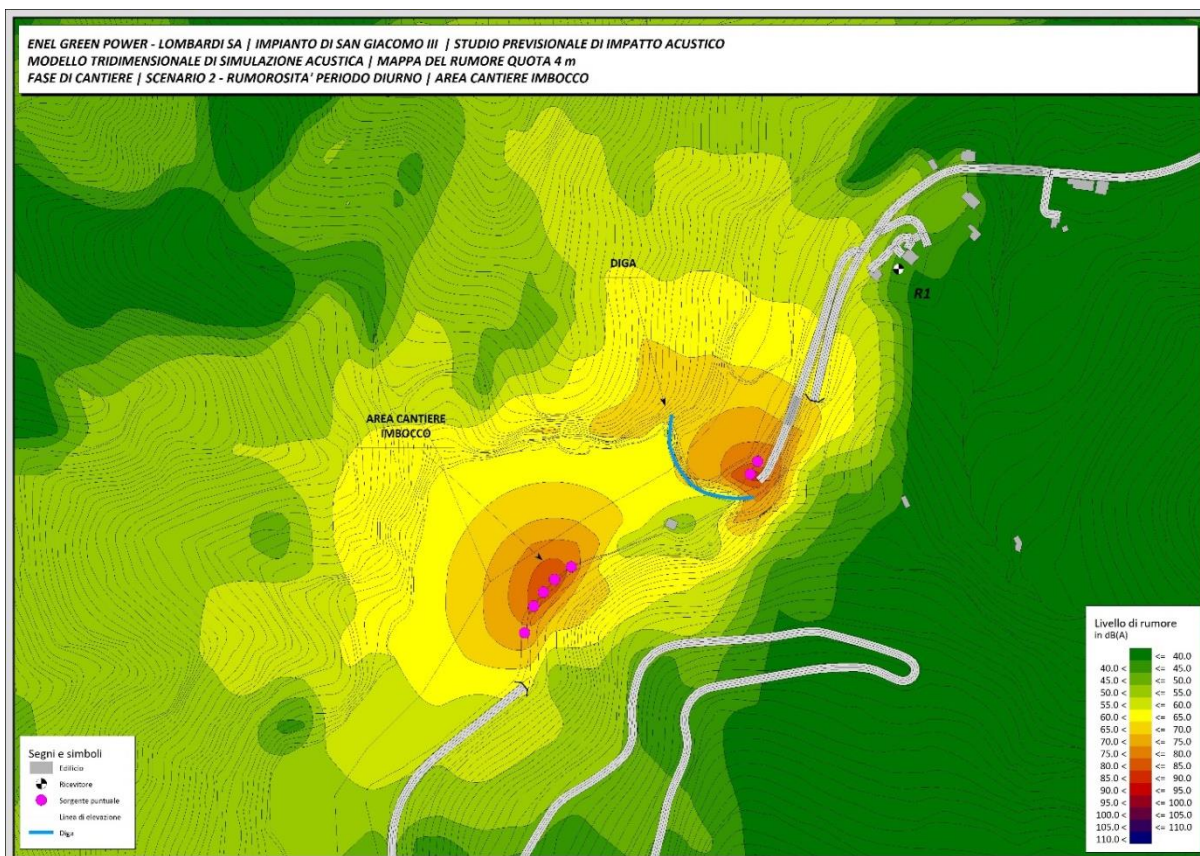 ENEL GREEN POWER - LOMBARDI SA | IMPIANTO DI SAN GIACOMO III | STUDIO PREVISIONALE DI IMPATTO ACUSTICO
MODELLO TRIDIMENSIONALE DI SIMULAZIONE ACUSTICA | MAPPA DEL RUMORE QUOTA 4 m
FASE DI CANTIERE | SCENARIO 2 - RUMOROSITA' PERIODO DIURNO | AREA CANTIERE IMBOCCO
DIGA
R1
AREA CANTIERE
IMBOCCO
Segni e simboli
Edificio
Ricevitore
Sorgente puntuale
Linea di elevazione
Diga
Livello di rumore
in dB(A)
<= 40.0
40.0 < <= 45.0
45.0 < <= 50.0
50.0 < <= 55.0
55.0 < <= 60.0
60.0 < <= 65.0
65.0 < <= 70.0
70.0 < <= 75.0
75.0 < <= 80.0
80.0 < <= 85.0
85.0 < <= 90.0
90.0 < <= 95.0
95.0 < <= 100.0
100.0 < <= 105.0
105.0 < <= 110.0
110.0 <